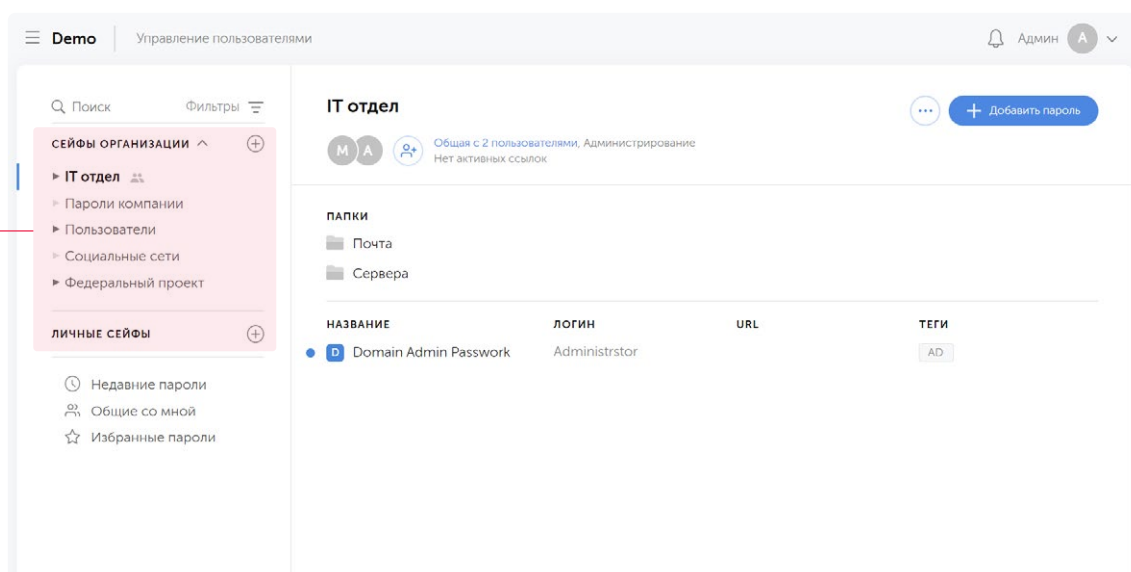 Demo Управление пользователями Админ А
Поиск Фильтры
СЕЙФЫ ОРГАНИЗАЦИИ
IT отдел
Пароли компании
Пользователи
Социальные сети
Федеральный проект
ЛИЧНЫЕ СЕЙФЫ
Недавние пароли
Общие со мной
Избранные пароли
IT отдел
... + Добавить пароль
М А Общая с 2 пользователями, Администрирование
Нет активных ссылок
ПАПКИ
Почта
Сервера
НАЗВАНИЕ ЛОГИН URL ТЕГИ
D Domain Admin Passwork Administrstor AD